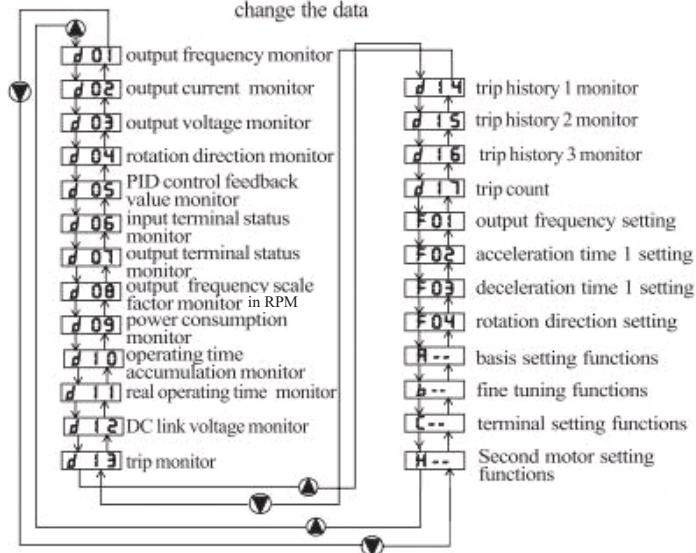 change the data
d 01 output frequency monitor
d 02 output current monitor
d 03 output voltage monitor
d 04 rotation direction monitor
d 05 PID control feedback
value monitor
d 06 input terminal status
monitor
d 07 output terminal status
monitor
d 08 output frequency scale
factor monitor in RPM
d 09 power consumption
monitor
d 10 operating time
accumulation monitor
d 11 real operating time monitor
d 12 DC link voltage monitor
d 13 trip monitor
d 14 trip history 1 monitor
d 15 trip history 2 monitor
d 16 trip history 3 monitor
d 17 trip count
F 01 output frequency setting
F 02 acceleration time 1 setting
F 03 deceleration time 1 setting
F 04 rotation direction setting
A -- basis setting functions
b -- fine tuning functions
C -- terminal setting functions
H -- Second motor setting
functions